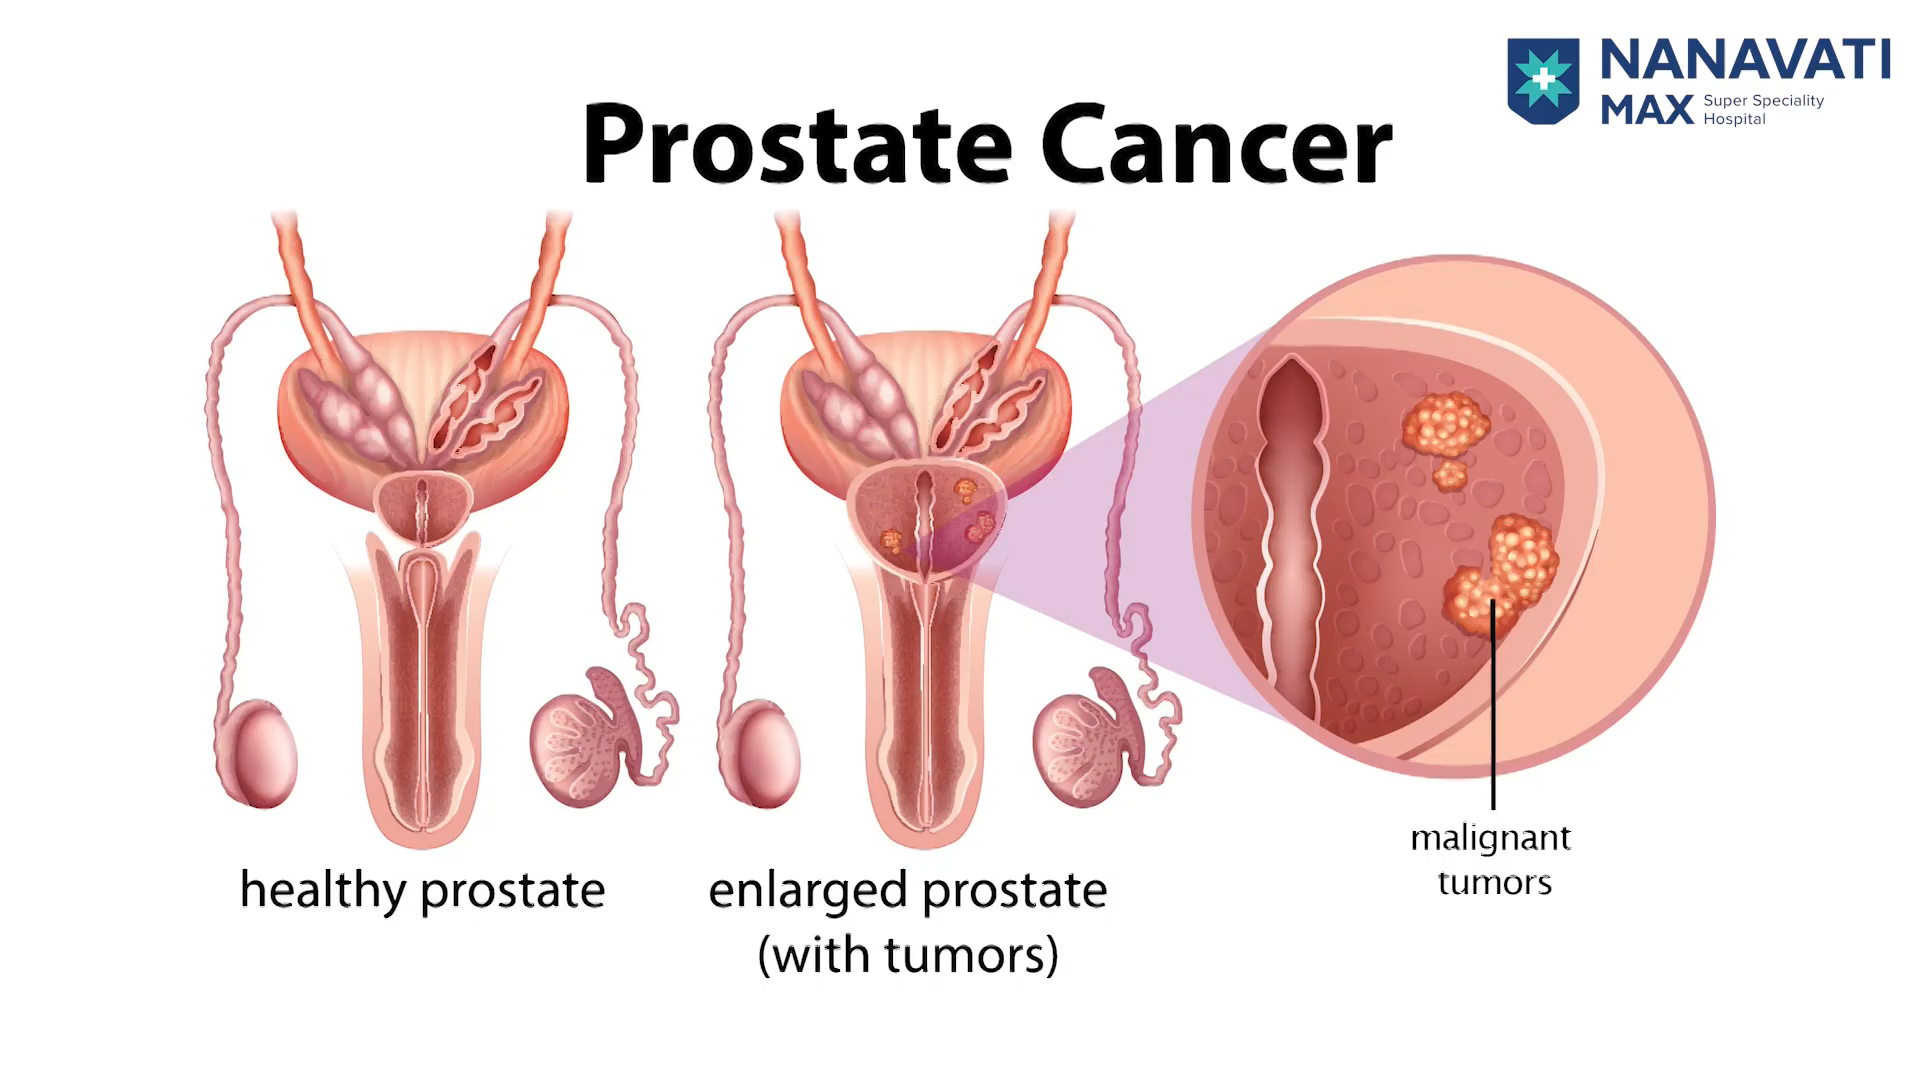 NANAVATI
MAX Super Speciality
Hospital
Prostate Cancer
healthy prostate
enlarged prostate
(with tumors)
malignant
tumors